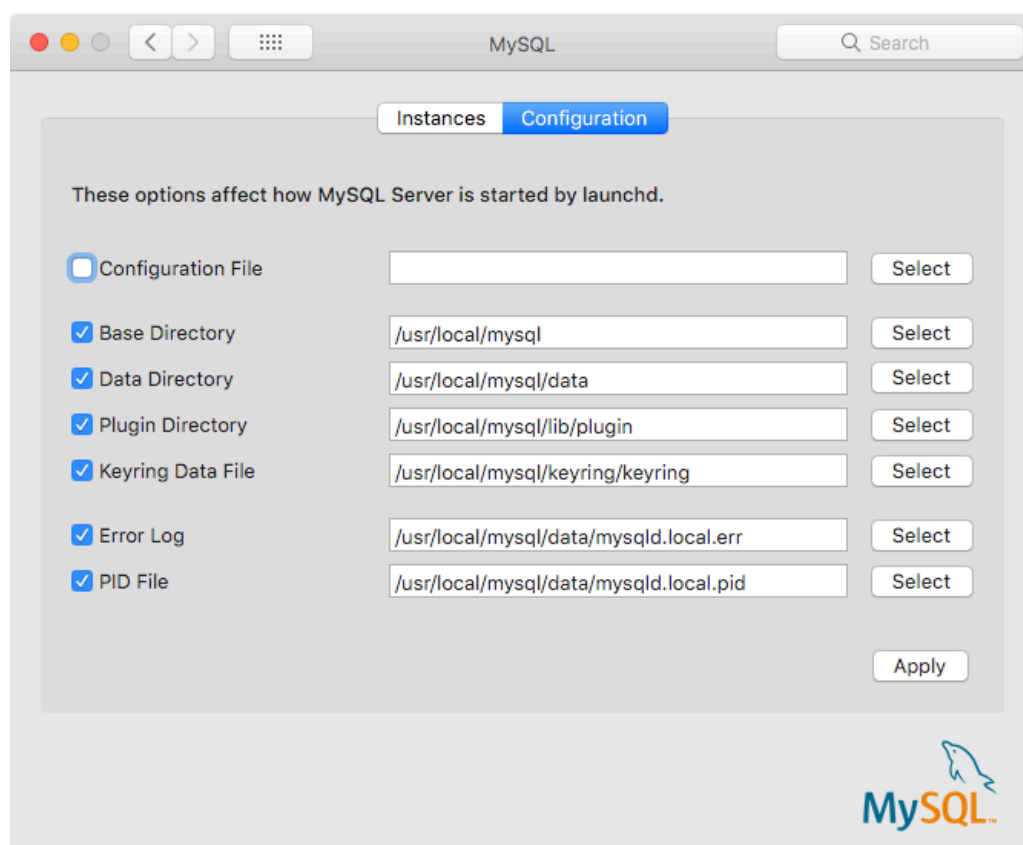 MySQL
Search
Instances Configuration
These options affect how MySQL Server is started by launchd.
Configuration File Select
Base Directory /usr/local/mysql Select
Data Directory /usr/local/mysql/data Select
Plugin Directory /usr/local/mysql/lib/plugin Select
Keyring Data File /usr/local/mysql/keyring/keyring Select
Error Log /usr/local/mysql/data/mysqld.local.err Select
PID File /usr/local/mysql/data/mysqld.local.pid Select
Apply
MySQL™